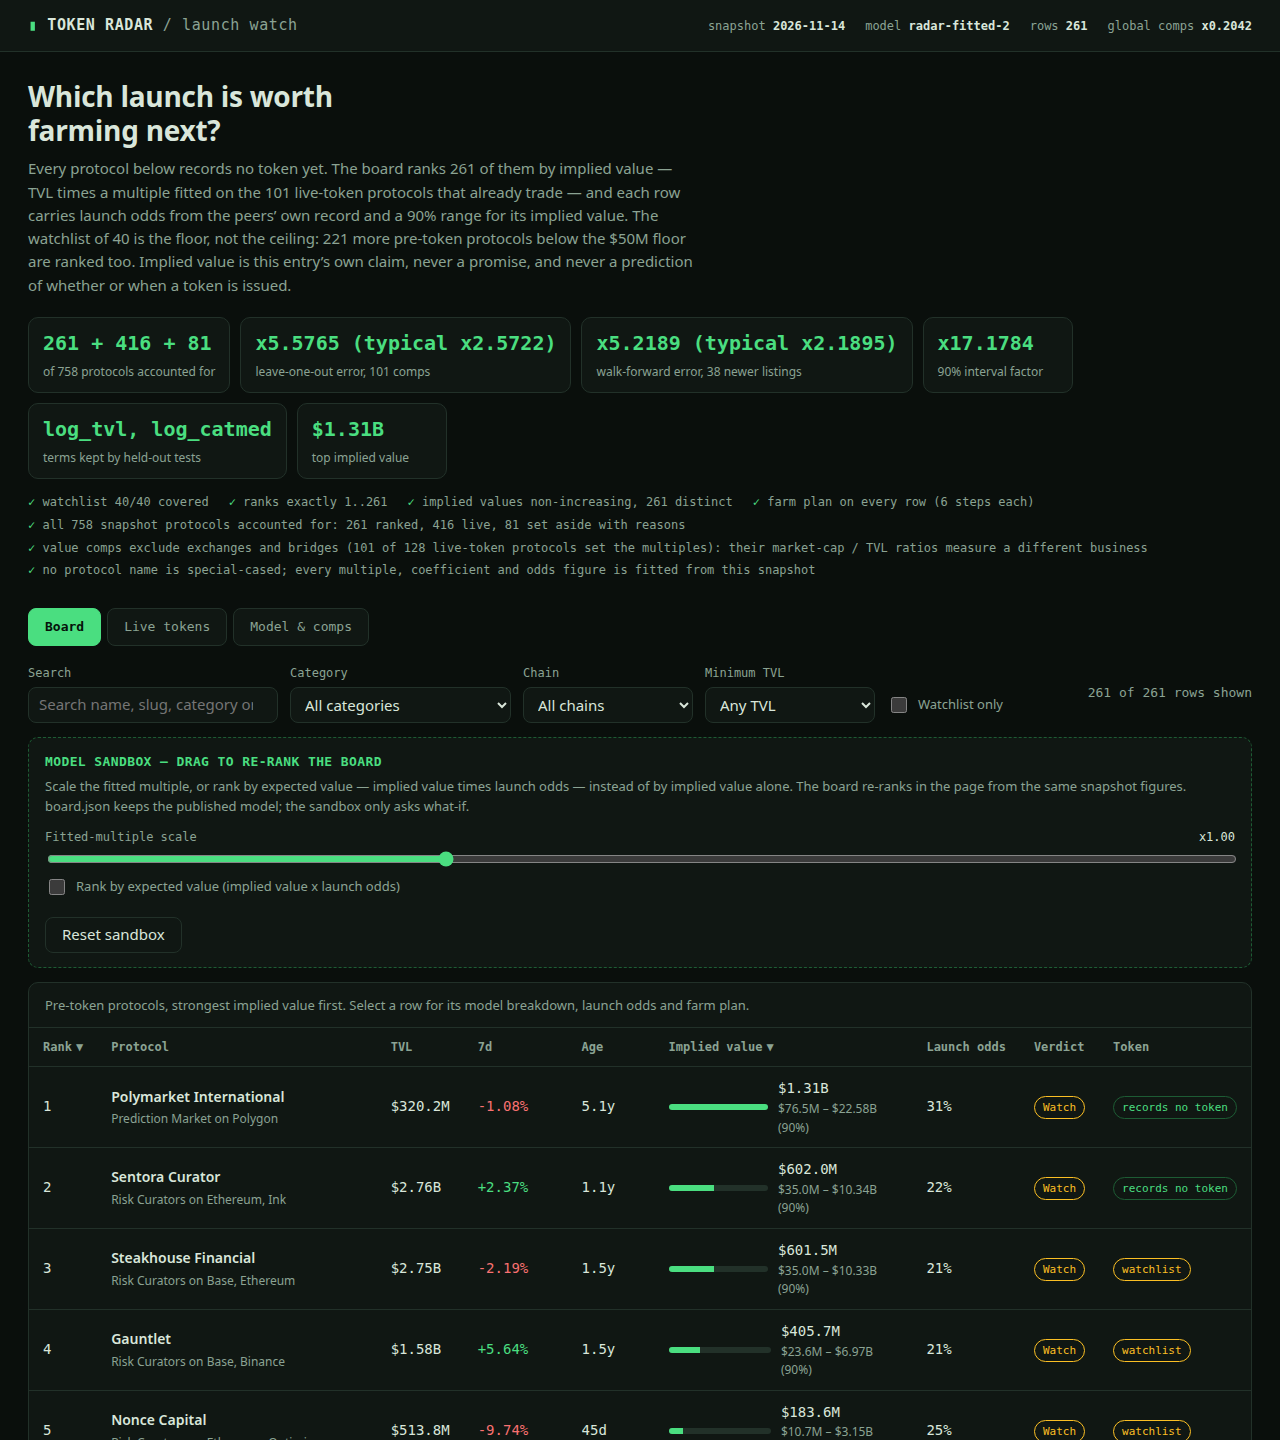 TOKEN RADAR / launch watch
snapshot 2026-11-14 model radar-fitted-2 rows 261 global comps x0.2042
Which launch is worth
farming next?
Every protocol below records no token yet. The board ranks 261 of them by implied value —
TVL times a multiple fitted on the 101 live-token protocols that already trade — and each row
carries launch odds from the peers’ own record and a 90% range for its implied value. The
watchlist of 40 is the floor, not the ceiling: 221 more pre-token protocols below the $50M floor
are ranked too. Implied value is this entry’s own claim, never a promise, and never a prediction
of whether or when a token is issued.
261 + 416 + 81
of 758 protocols accounted for
x5.5765 (typical x2.5722)
leave-one-out error, 101 comps
x5.2189 (typical x2.1895)
walk-forward error, 38 newer listings
x17.1784
90% interval factor
log_tvl, log_catmed
terms kept by held-out tests
$1.31B
top implied value
✓ watchlist 40/40 covered ✓ ranks exactly 1..261 ✓ implied values non-increasing, 261 distinct ✓ farm plan on every row (6 steps each)
✓ all 758 snapshot protocols accounted for: 261 ranked, 416 live, 81 set aside with reasons
✓ value comps exclude exchanges and bridges (101 of 128 live-token protocols set the multiples): their market-cap / TVL ratios measure a different business
✓ no protocol name is special-cased; every multiple, coefficient and odds figure is fitted from this snapshot
Board Live tokens Model & comps
Search Category Chain Minimum TVL
Search name, slug, category or All categories All chains Any TVL Watchlist only 261 of 261 rows shown
MODEL SANDBOX — DRAG TO RE-RANK THE BOARD
Scale the fitted multiple, or rank by expected value — implied value times launch odds — instead of by implied value alone. The board re-ranks in the page from the same snapshot figures.
board.json keeps the published model; the sandbox only asks what-if.
Fitted-multiple scale x1.00
Rank by expected value (implied value x launch odds)
Reset sandbox
Pre-token protocols, strongest implied value first. Select a row for its model breakdown, launch odds and farm plan.
Rank ▼ Protocol TVL 7d Age Implied value ▼ Launch odds Verdict Token
1 Polymarket International $320.2M -1.08% 5.1y $1.31B 31% Watch records no token
Prediction Market on Polygon $76.5M – $22.58B
(90%)
2 Sentora Curator $2.76B +2.37% 1.1y $602.0M 22% Watch records no token
Risk Curators on Ethereum, Ink $35.0M – $10.34B
(90%)
3 Steakhouse Financial $2.75B -2.19% 1.5y $601.5M 21% Watch watchlist
Risk Curators on Base, Ethereum $35.0M – $10.33B
(90%)
4 Gauntlet $1.58B +5.64% 1.5y $405.7M 21% Watch watchlist
Risk Curators on Base, Binance $23.6M – $6.97B
(90%)
5 Nonce Capital $513.8M -9.74% 45d $183.6M 25% Watch watchlist
$10.7M – $3.15B